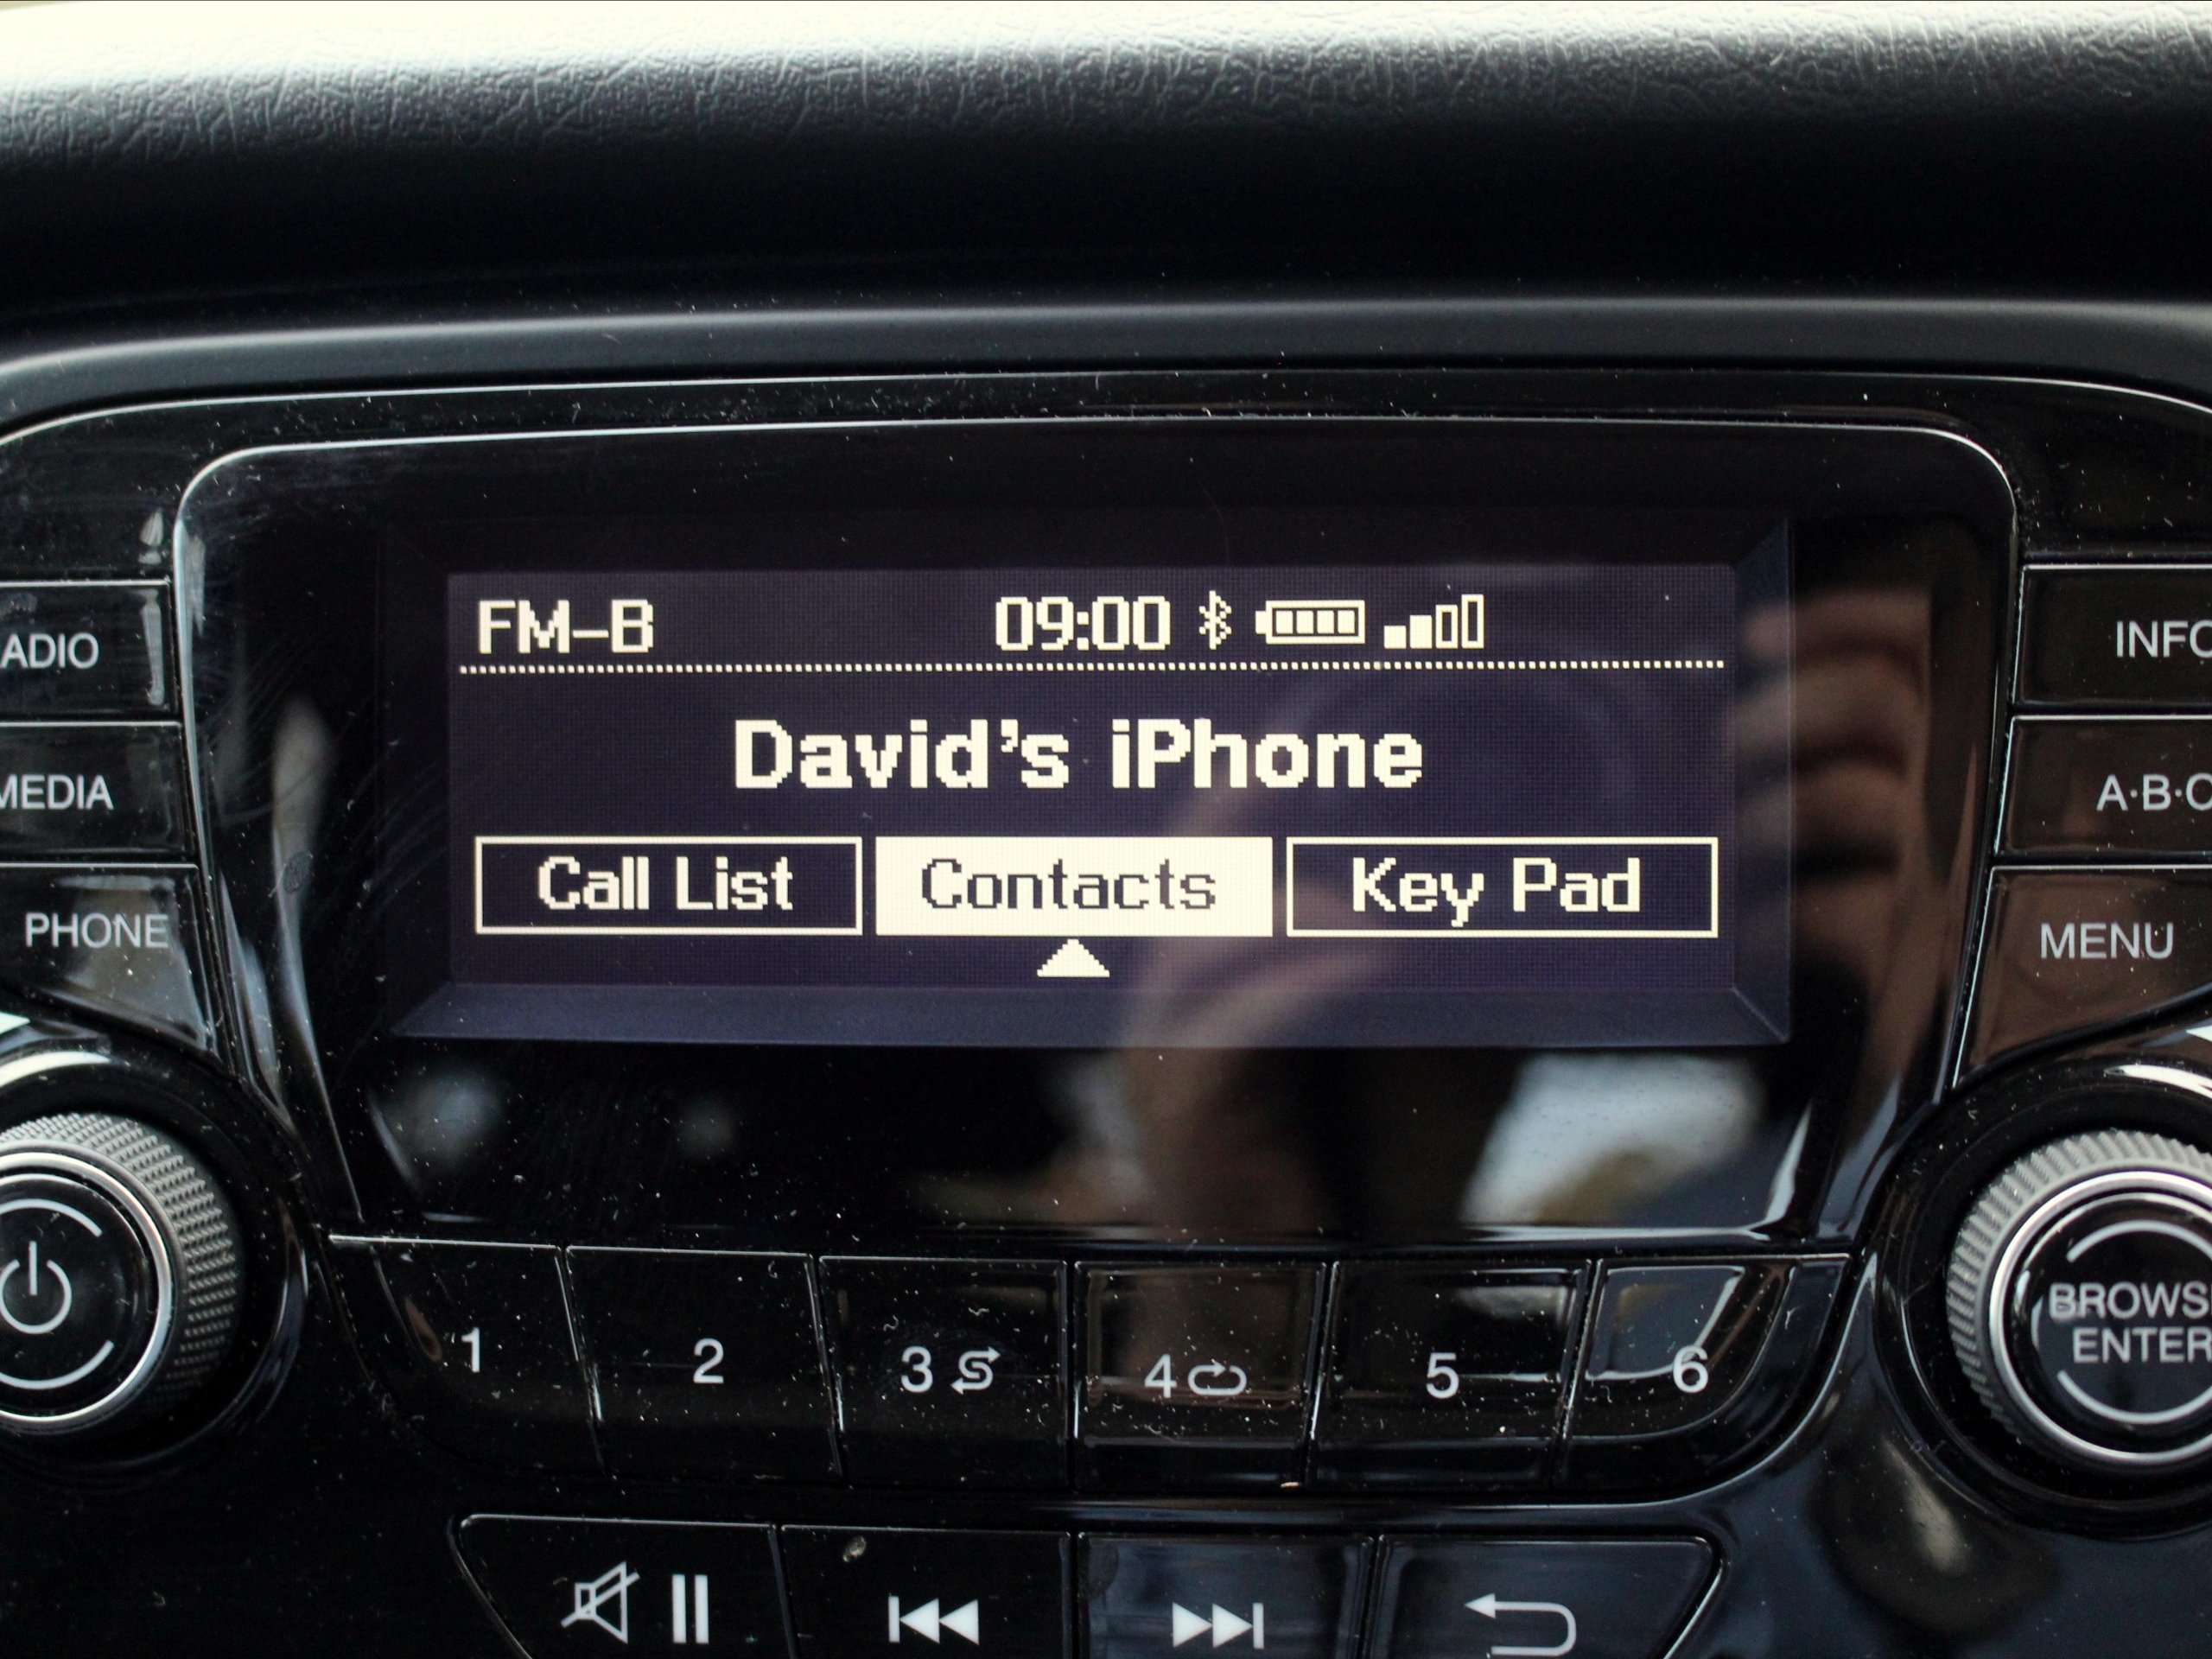 FM-B 09:00
David's iPhone
Call List Contacts Key Pad
ADIO
MEDIA
PHONE
INFO
A·B·C
MENU
BROWS
ENTER
1 2 3 4 5 6